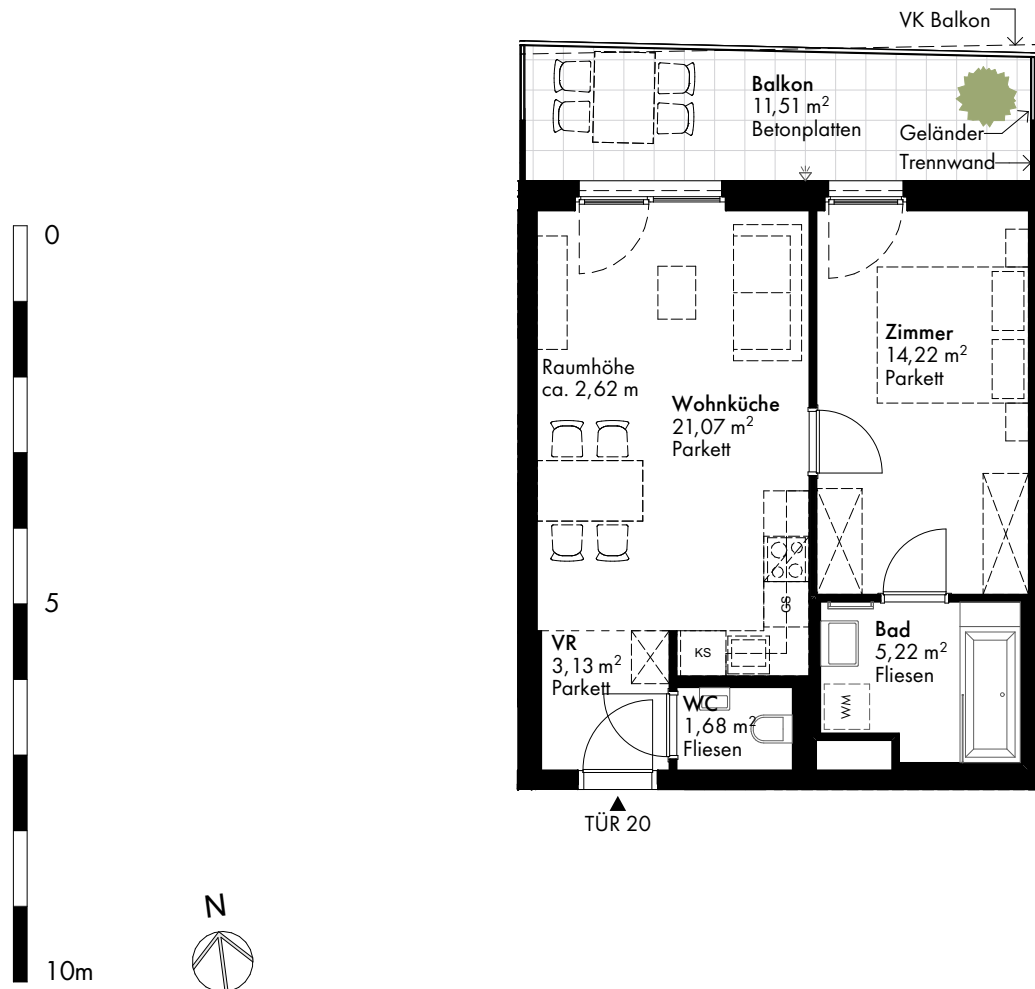 VK Balkon
Balkon
11,51 m²
Betonplatten
Geländer
Trennwand
0
Zimmer
14,22 m²
Parkett
Raumhöhe
ca. 2,62 m
Wohnküche
21,07 m²
Parkett
5
GS
VR
3,13 m²
Parkett
KS
Bad
5,22 m²
Fliesen
WM
WC
1,68 m²
Fliesen
TÜR 20
N
10m